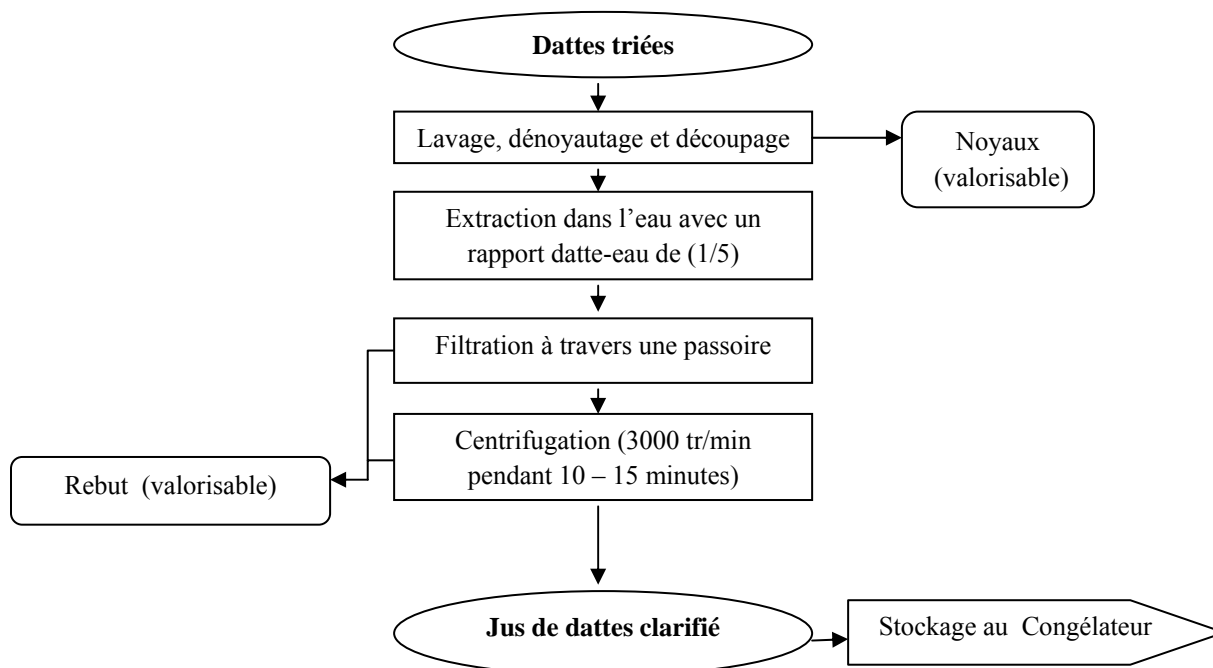 Dattes triées
Lavage, dénoyautage et découpage
Noyaux
(valorisable)
Extraction dans l’eau avec un
rapport datte-eau de (1/5)
Filtration à travers une passoire
Centrifugation (3000 tr/min
pendant 10 – 15 minutes)
Rebut (valorisable)
Jus de dattes clarifié
Stockage au Congélateur